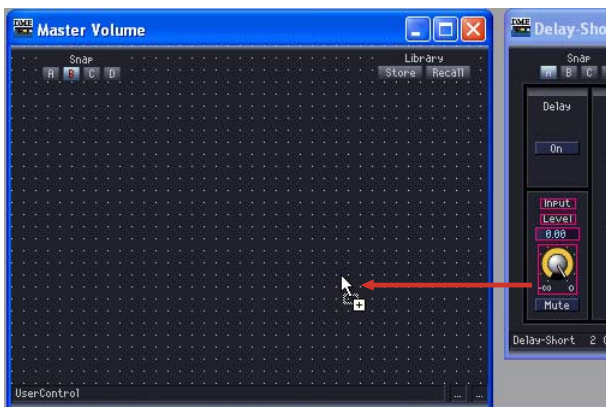 DME Master Volume
Snap
A B C D
Library
Store Recall
UserControl
... ...
DME Delay-Sho
Snap
A B C
Delay
On
Input
Level
0.00
-∞ 0
Mute
Delay-Short 2